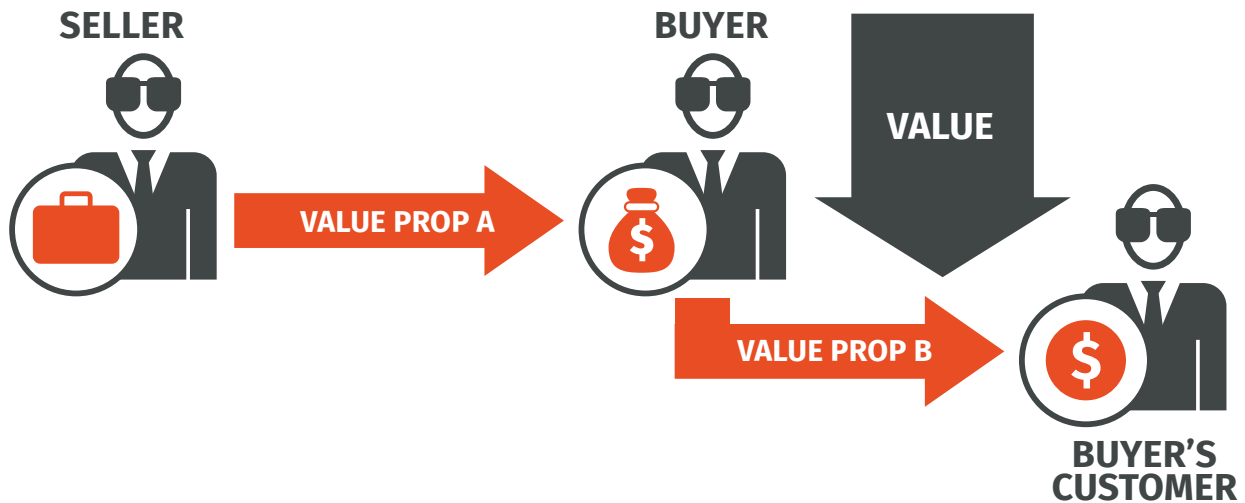 SELLER
BUYER
VALUE
VALUE PROP A
$
VALUE PROP B
$
BUYER’S
CUSTOMER